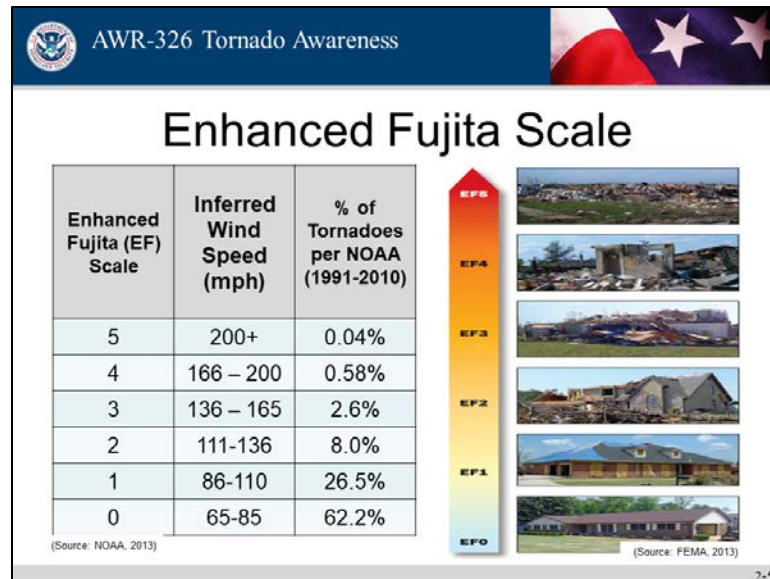 AWR-326 Tornado Awareness
Enhanced Fujita Scale
Enhanced
Fujita (EF)
Scale
Inferred
Wind
Speed
(mph)
% of
Tornadoes
per NOAA
(1991-2010)
5 200+ 0.04%
4 166 – 200 0.58%
3 136 – 165 2.6%
2 111-136 8.0%
1 86-110 26.5%
0 65-85 62.2%
(Source: NOAA, 2013)
EF5
EF4
EF3
EF2
EF1
EF0
(Source: FEMA, 2013)